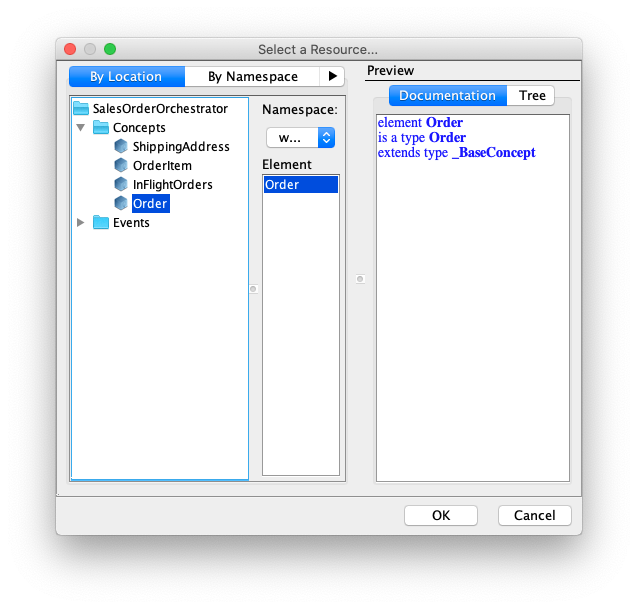 Select a Resource...
By Location
By Namespace
SalesOrderOrchestrator
Concepts
ShippingAddress
OrderItem
InFlightOrders
Order
Events
Namespace:
w...
Element
Order
Preview
Documentation
Tree
element Order
is a type Order
extends type _BaseConcept
OK
Cancel